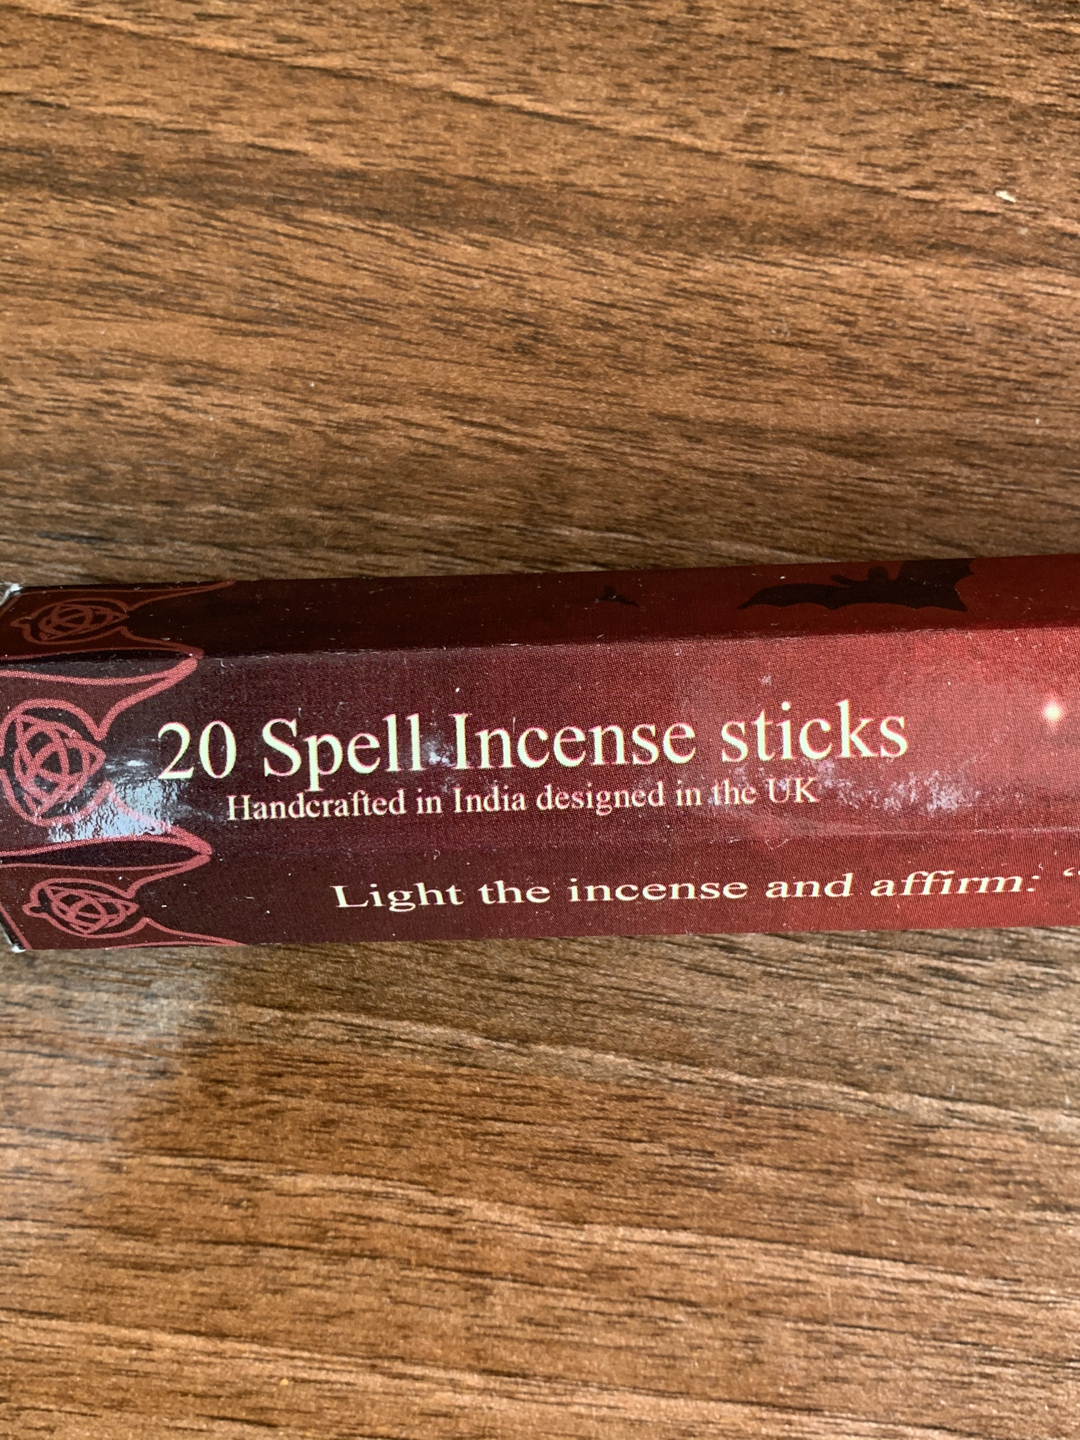 20 Spell Incense sticks
Handcrafted in India designed in the UK
Light the incense and affirm: “